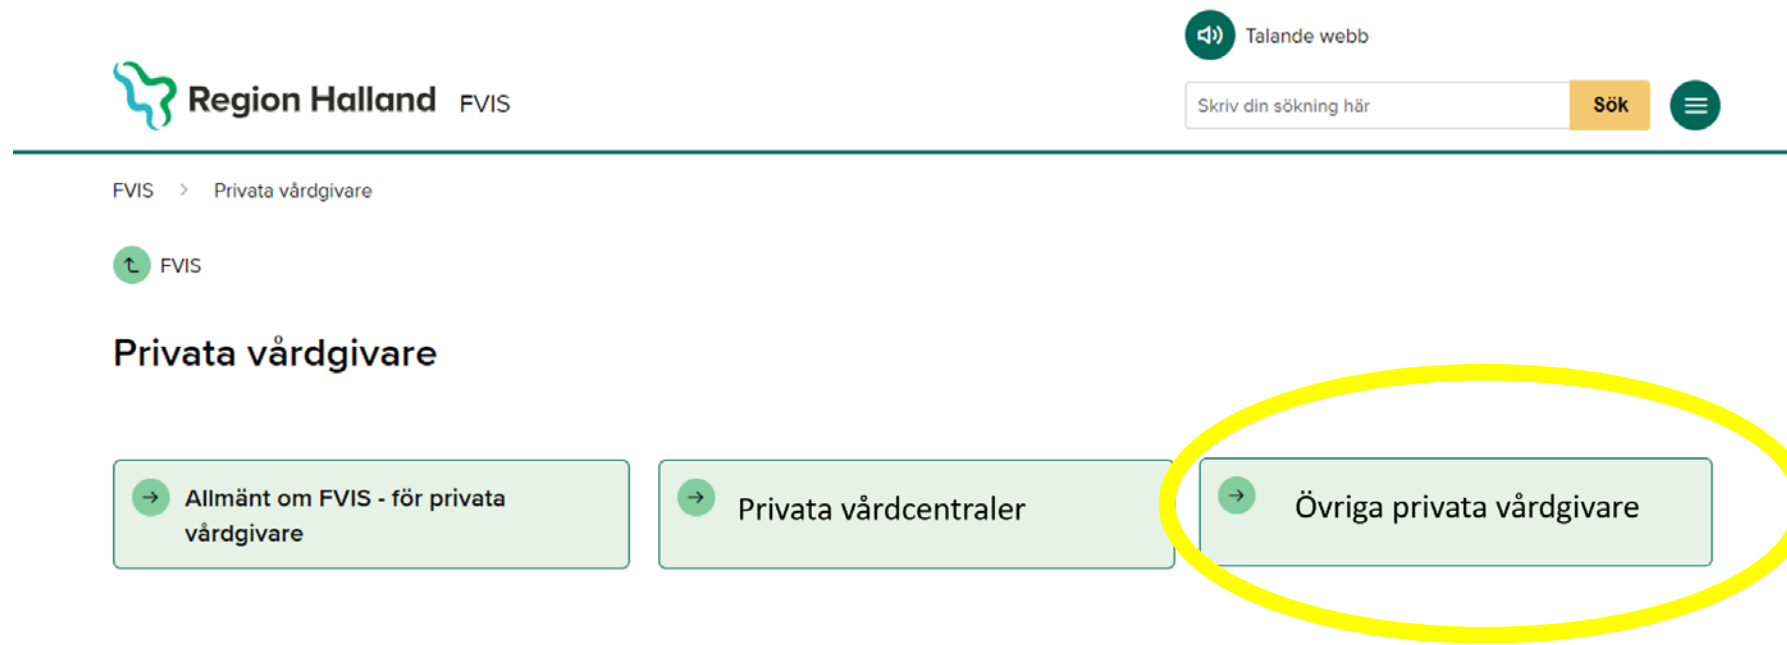 Talande webb
Region Halland FVIS
Skriv din sökning här
Sök
FVIS > Privata vårdgivare
FVIS
Privata vårdgivare
Allmänt om FVIS - för privata
vårdgivare
Privata vårdcentraler
Övriga privata vårdgivare